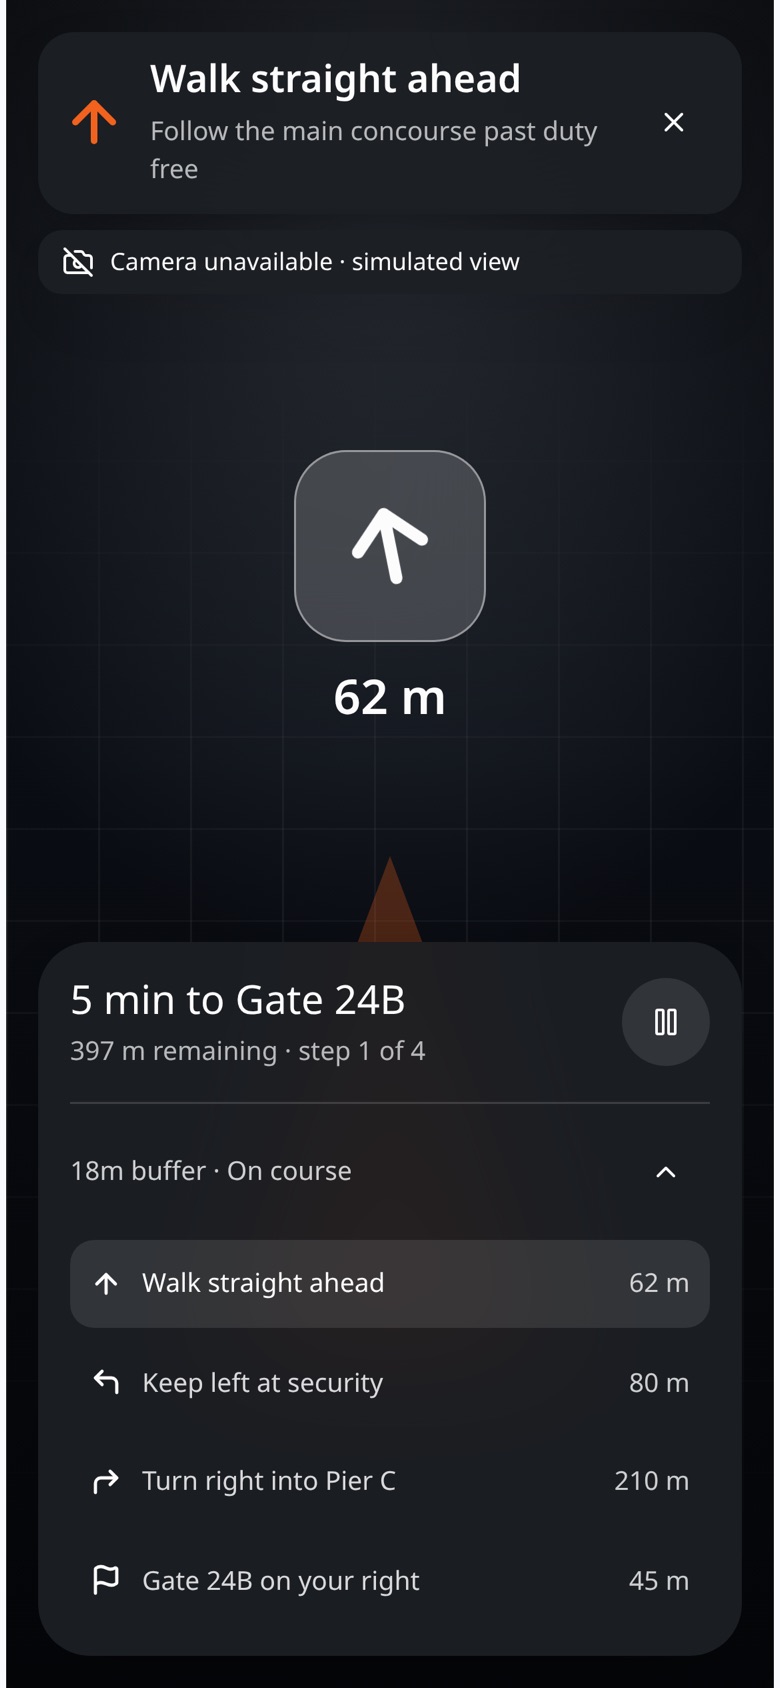 Walk straight ahead
Follow the main concourse past duty
free
Camera unavailable · simulated view
62 m
5 min to Gate 24B
397 m remaining · step 1 of 4
18m buffer · On course
Walk straight ahead 62 m
Keep left at security 80 m
Turn right into Pier C 210 m
Gate 24B on your right 45 m